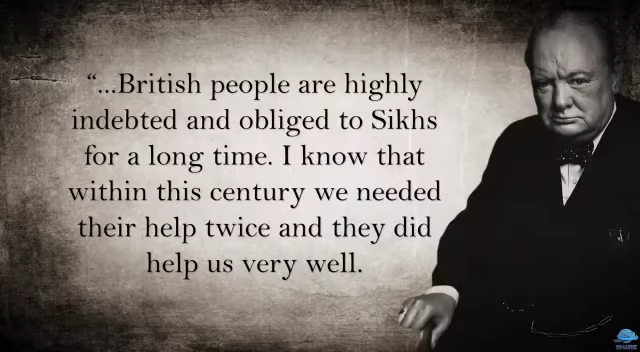 “...British people are highly
indebted and obliged to Sikhs
for a long time. I know that
within this century we needed
their help twice and they did
help us very well.